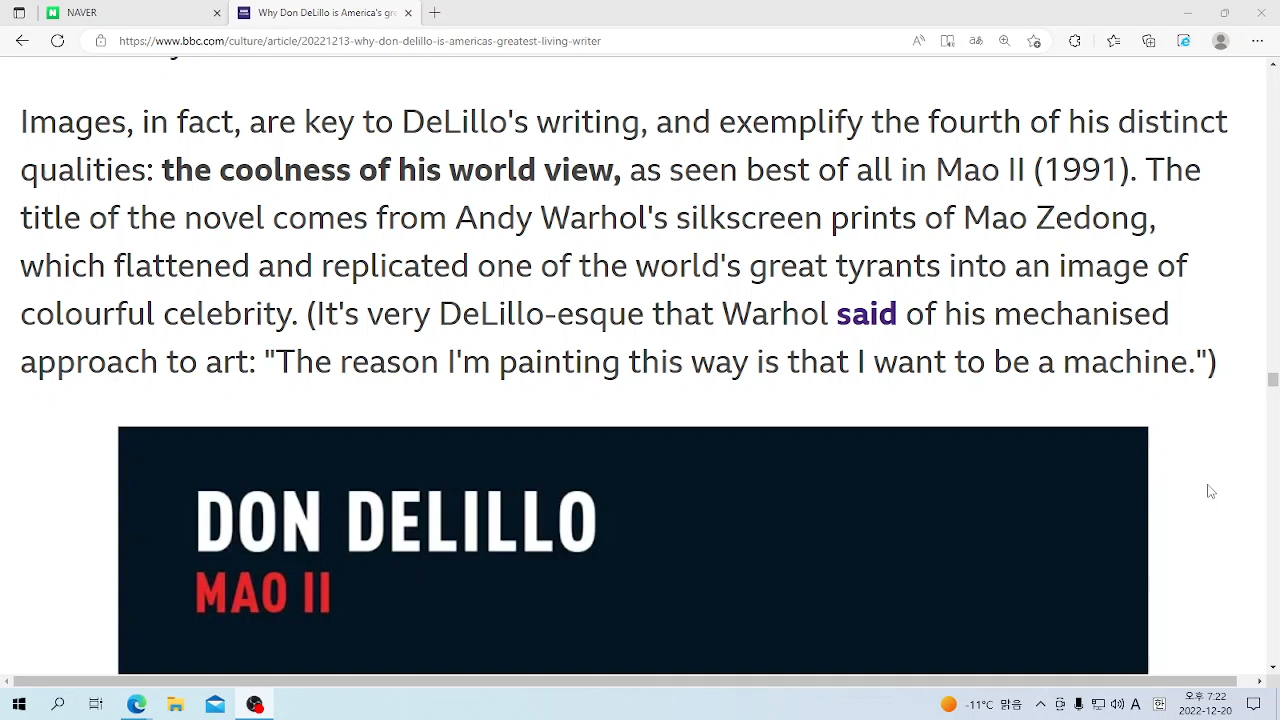 NAVER
Why Don DeLillo is America's gre
https://www.bbc.com/culture/article/20221213-why-don-delillo-is-americas-greatest-living-writer
Images, in fact, are key to DeLillo's writing, and exemplify the fourth of his distinct
qualities: the coolness of his world view, as seen best of all in Mao II (1991). The
title of the novel comes from Andy Warhol's silkscreen prints of Mao Zedong,
which flattened and replicated one of the world's great tyrants into an image of
colourful celebrity. (It's very DeLillo-esque that Warhol said of his mechanised
approach to art: "The reason I'm painting this way is that I want to be a machine.")
DON DELILLO
MAO II
-11°C 맑음
A
오후 7:22
2022-12-20